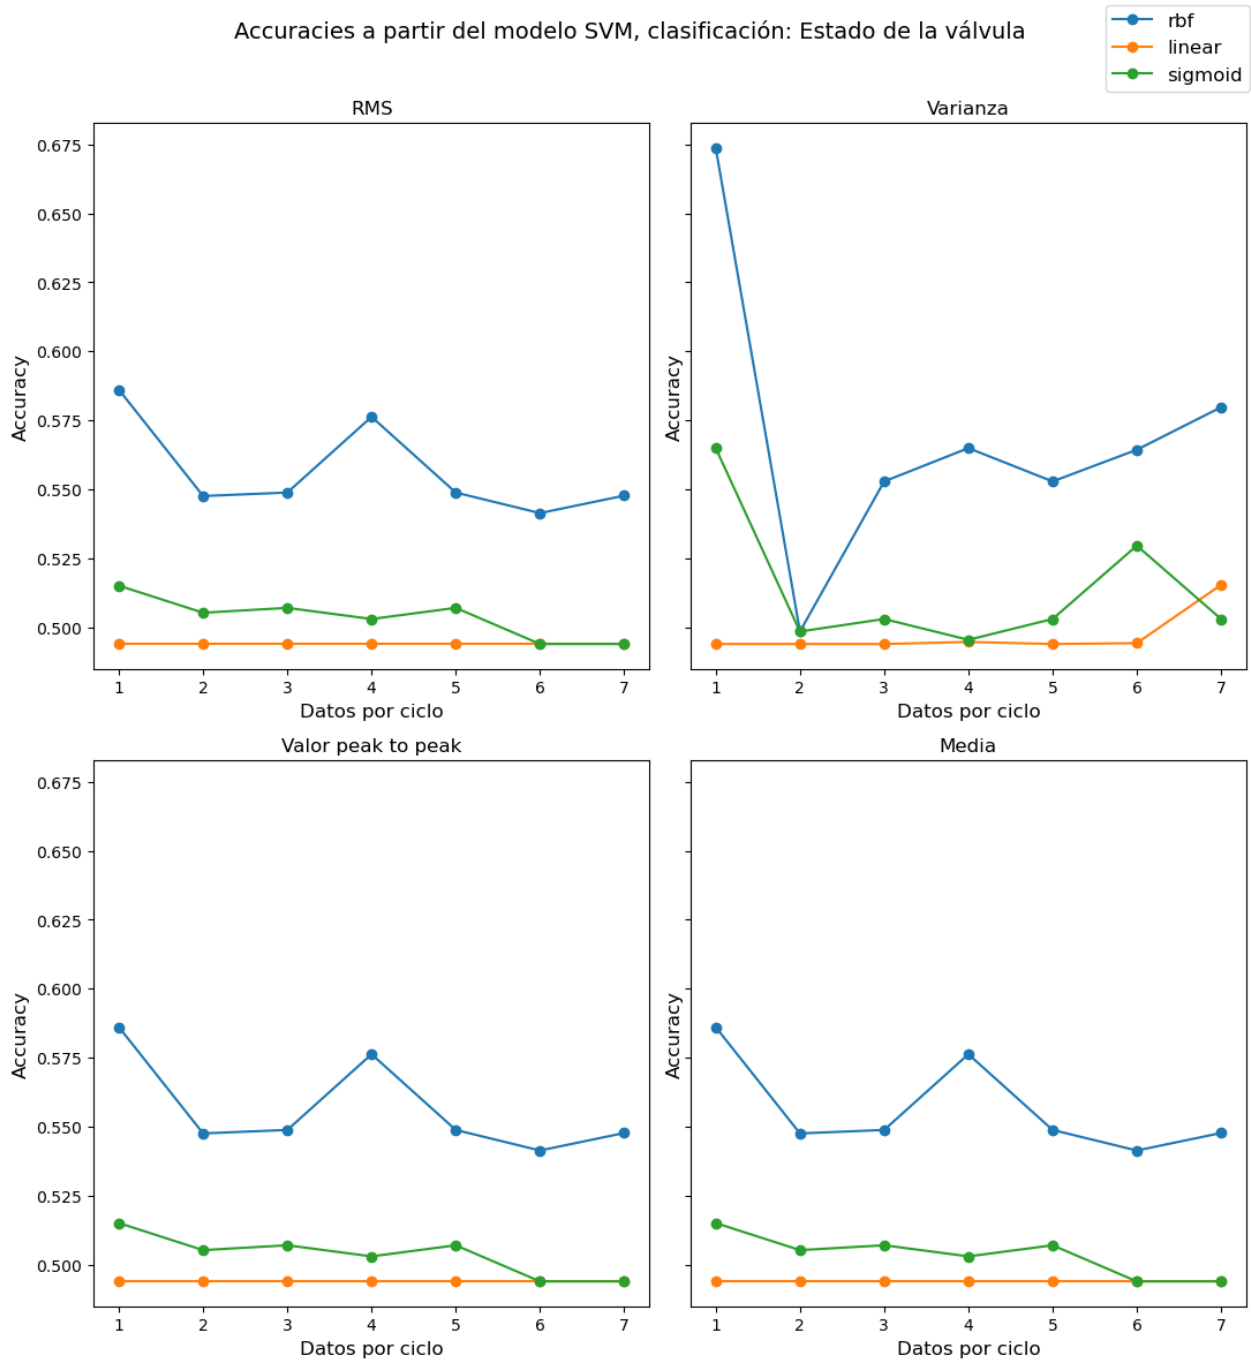 Accuracies a partir del modelo SVM, clasificación: Estado de la válvula
rbf
linear
sigmoid
RMS
Accuracy
0.675
0.650
0.625
0.600
0.575
0.550
0.525
0.500
1 2 3 4 5 6 7
Datos por ciclo
Varianza
Accuracy
1 2 3 4 5 6 7
Datos por ciclo
Valor peak to peak
Accuracy
0.675
0.650
0.625
0.600
0.575
0.550
0.525
0.500
1 2 3 4 5 6 7
Datos por ciclo
Media
Accuracy
1 2 3 4 5 6 7
Datos por ciclo